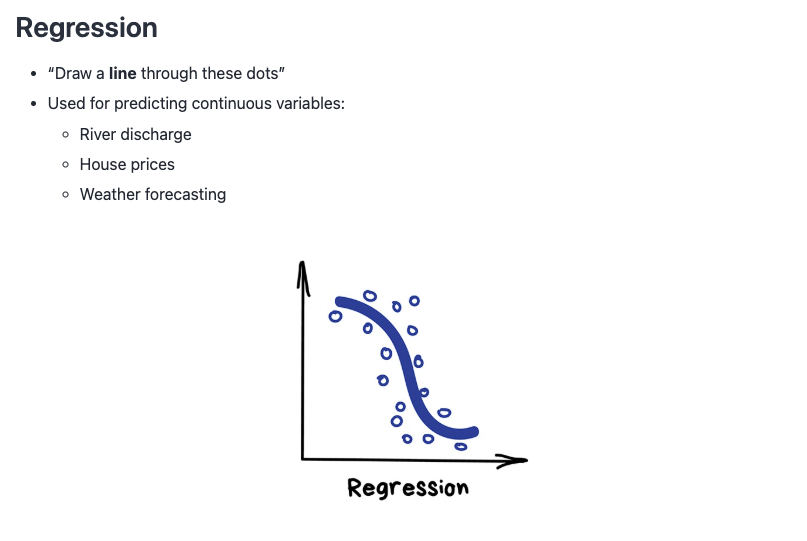 Regression
“Draw a line through these dots”
Used for predicting continuous variables:
River discharge
House prices
Weather forecasting
Regression